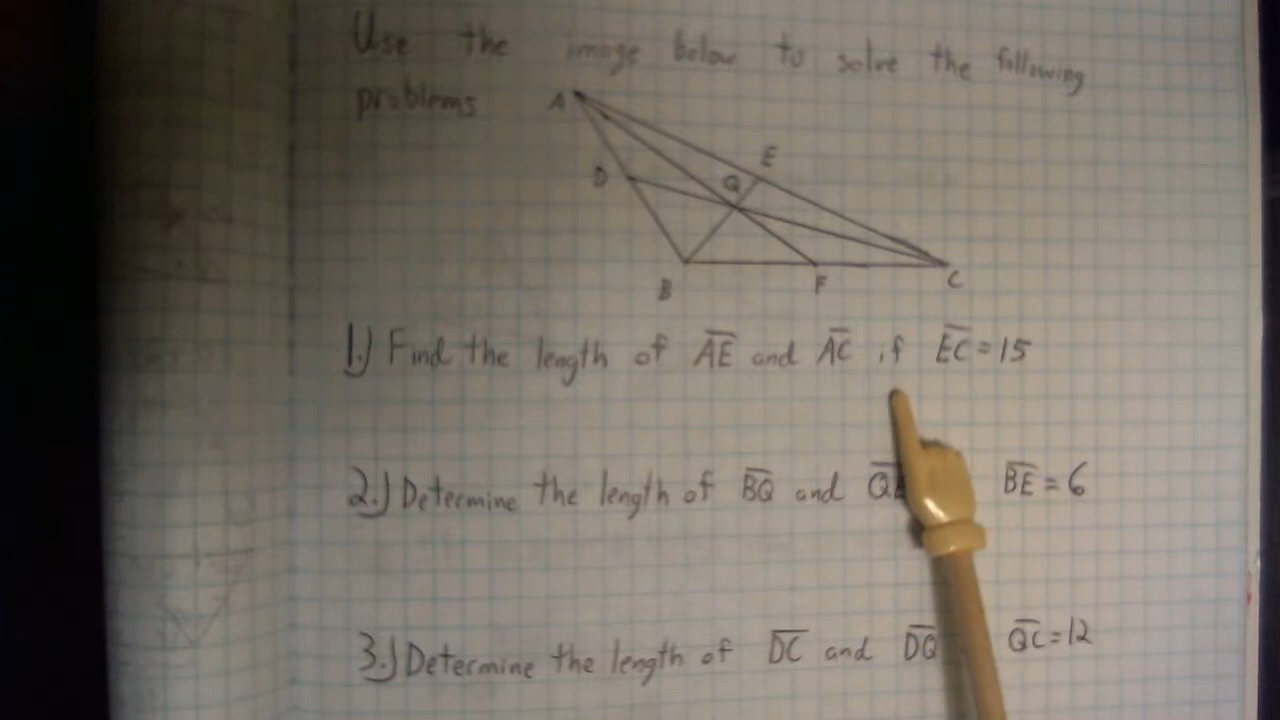 Use the image below to solve the following
problems
A
E
D
Q
B
F
C
1.) Find the length of AE and AC if EC = 15
2.) Determine the length of BQ and BE = 6
3.) Determine the length of DC and DQ QC = 12